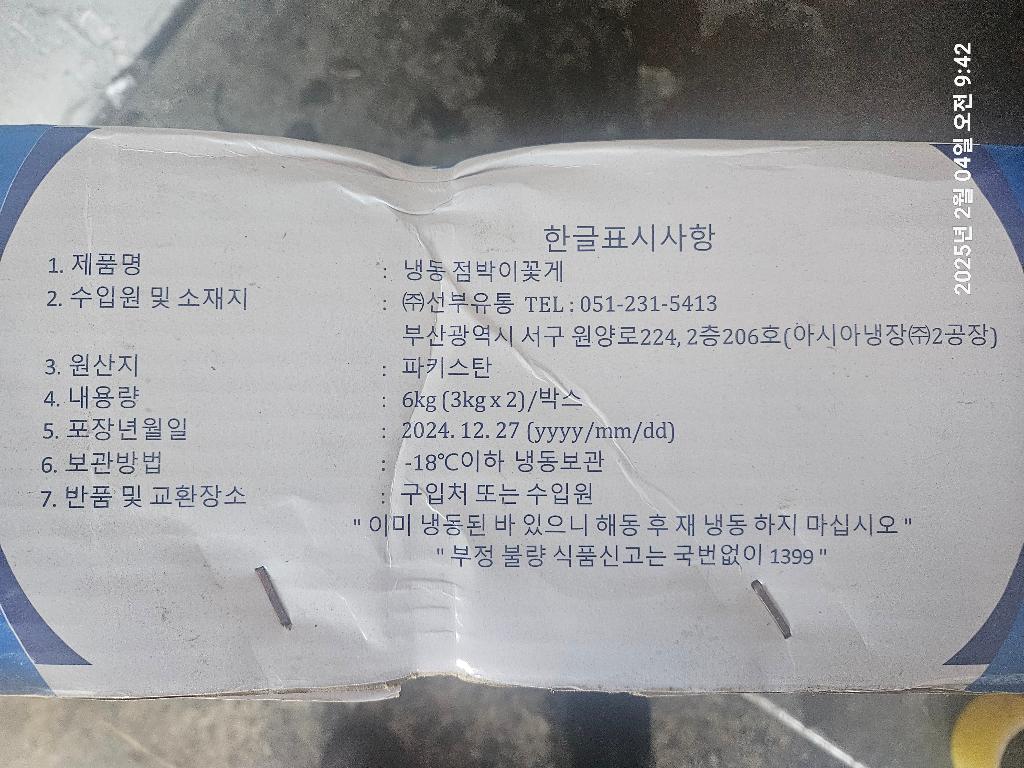 한글표시사항
1. 제품명 : 냉동 점박이꽃게
2. 수입원 및 소재지 : ㈜선부유통 TEL : 051-231-5413
부산광역시 서구 원양로224, 2층206호(아시아냉장㈜2공장)
3. 원산지 : 파키스탄
4. 내용량 : 6kg (3kg x 2)/박스
5. 포장년월일 : 2024. 12. 27 (yyyy/mm/dd)
6. 보관방법 : -18℃이하 냉동보관
7. 반품 및 교환장소 : 구입처 또는 수입원
" 이미 냉동된 바 있으니 해동 후 재 냉동 하지 마십시오 "
" 부정 불량 식품신고는 국번없이 1399 "
2025년 2월 04일 오전 9:42